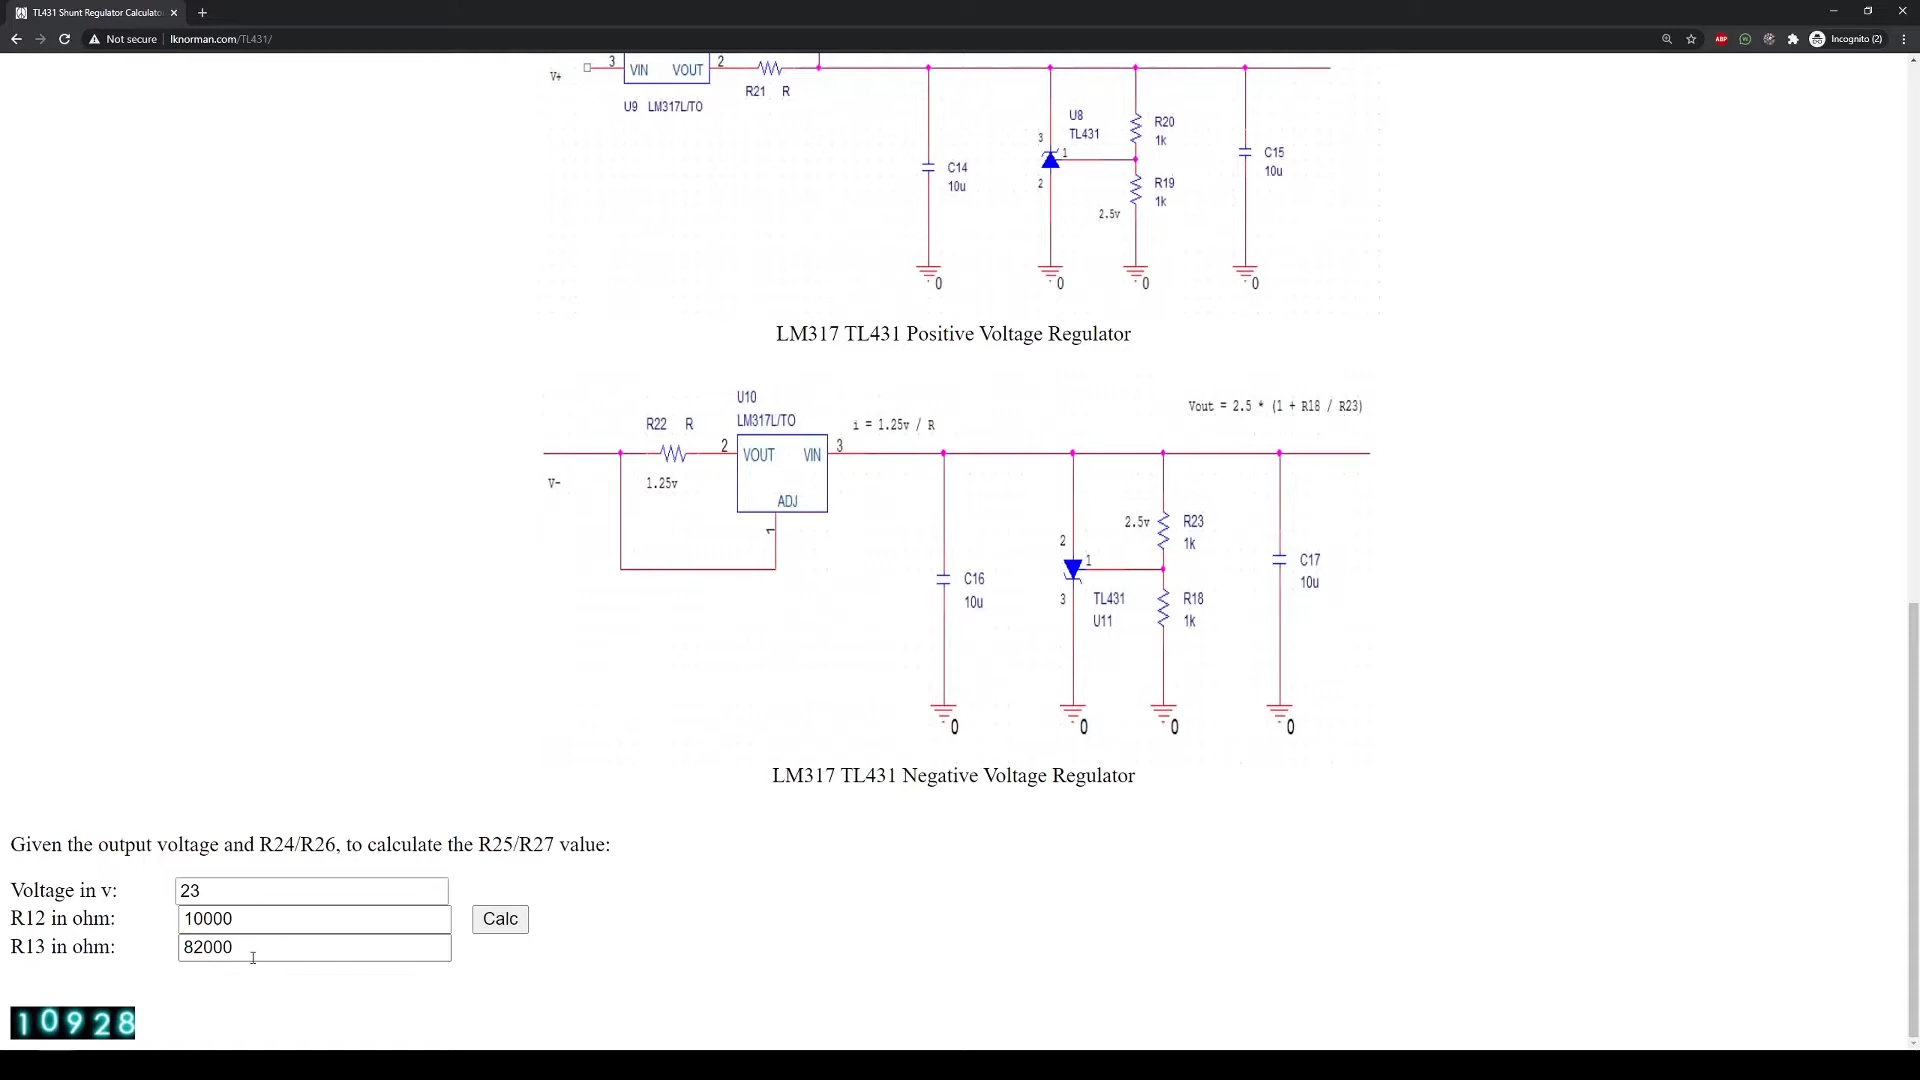 TL431 Shunt Regulator Calculato
Not secure
lknorman.com/TL431/
ABP
Incognito (2)
V+
3
VIN
VOUT
2
R21 R
U9 LM317L/TO
C14
10u
U8
TL431
3
1
2
R20
1k
R19
1k
2.5v
C15
10u
0
0
0
0
LM317 TL431 Positive Voltage Regulator
U10
LM317L/TO
R22 R
i = 1.25v / R
Vout = 2.5 * (1 + R18 / R23)
2
VOUT
VIN
3
1.25v
V-
ADJ
1
C16
10u
2.5v
R23
1k
2
1
3
TL431
U11
R18
1k
C17
10u
0
0
0
0
LM317 TL431 Negative Voltage Regulator
Given the output voltage and R24/R26, to calculate the R25/R27 value:
Voltage in v: 23
R12 in ohm: 10000 Calc
R13 in ohm: 82000
10928